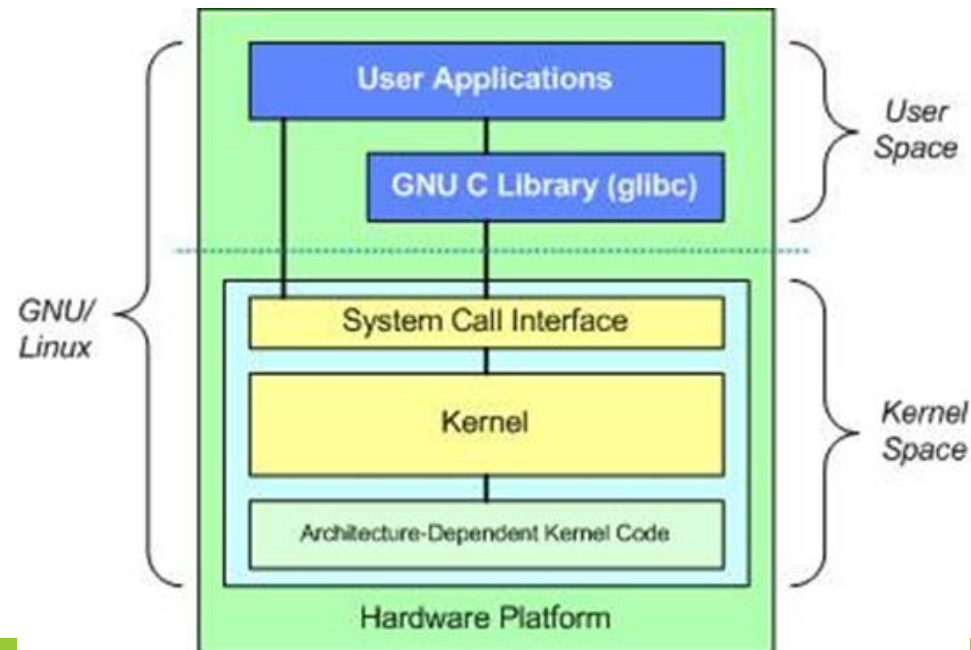 User Applications
User
Space
GNU C Library (glibc)
GNU/
Linux
System Call Interface
Kernel
Kernel
Space
Architecture-Dependent Kernel Code
Hardware Platform